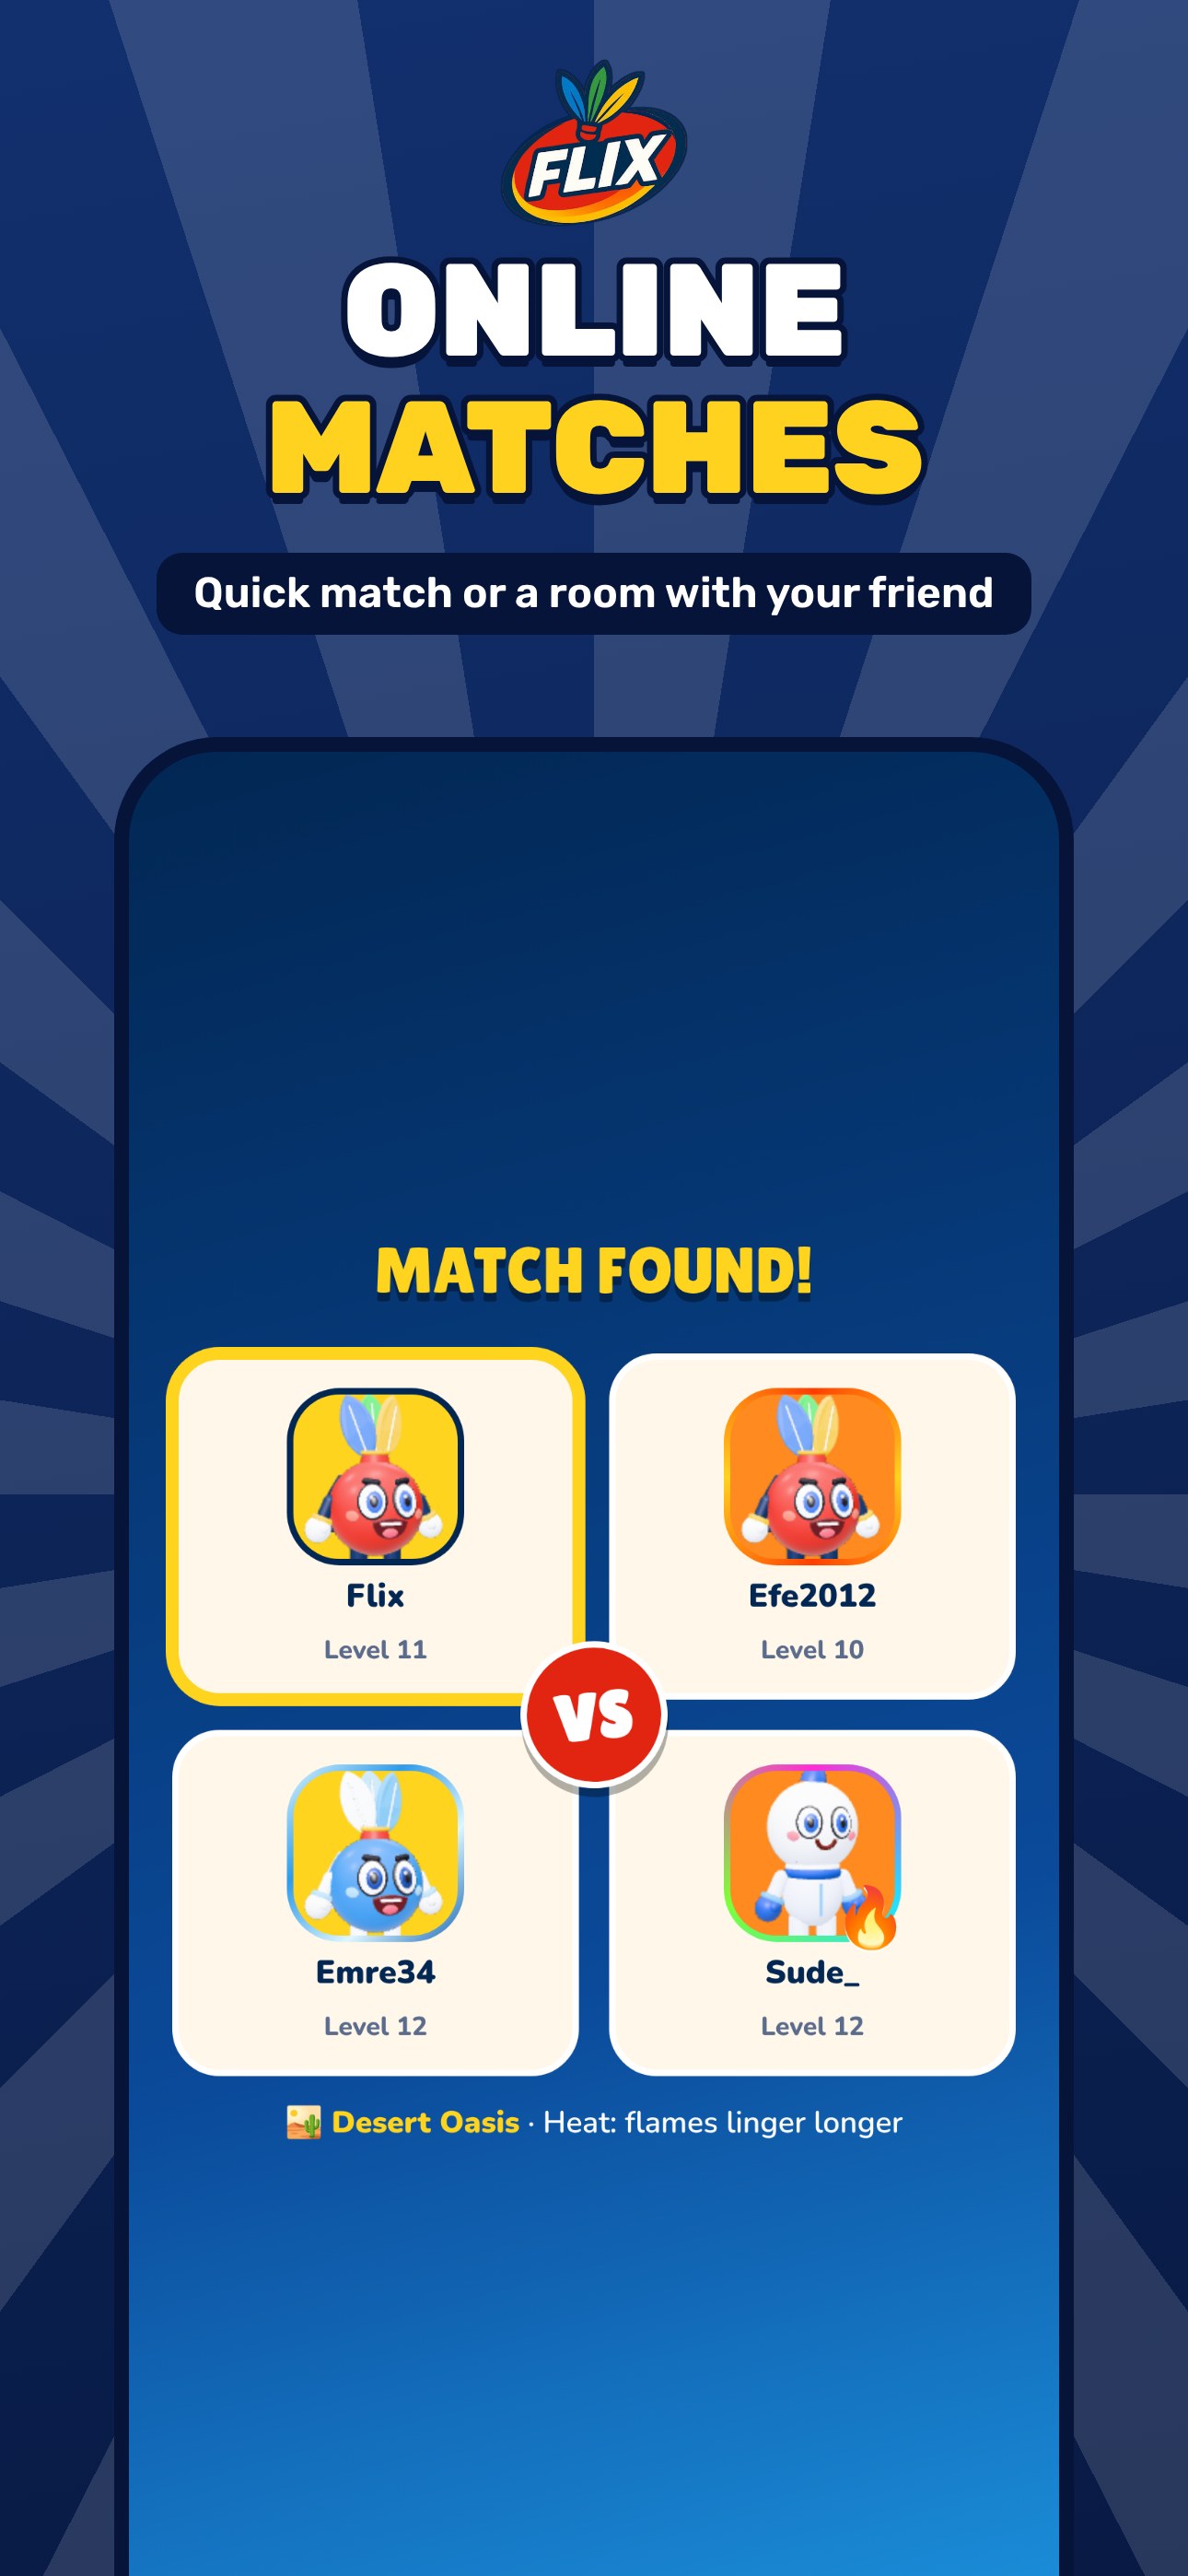 FLIX
ONLINE
MATCHES
Quick match or a room with your friend
MATCH FOUND!
Flix
Level 11
Efe2012
Level 10
VS
Emre34
Level 12
Sude_
Level 12
Desert Oasis · Heat: flames linger longer